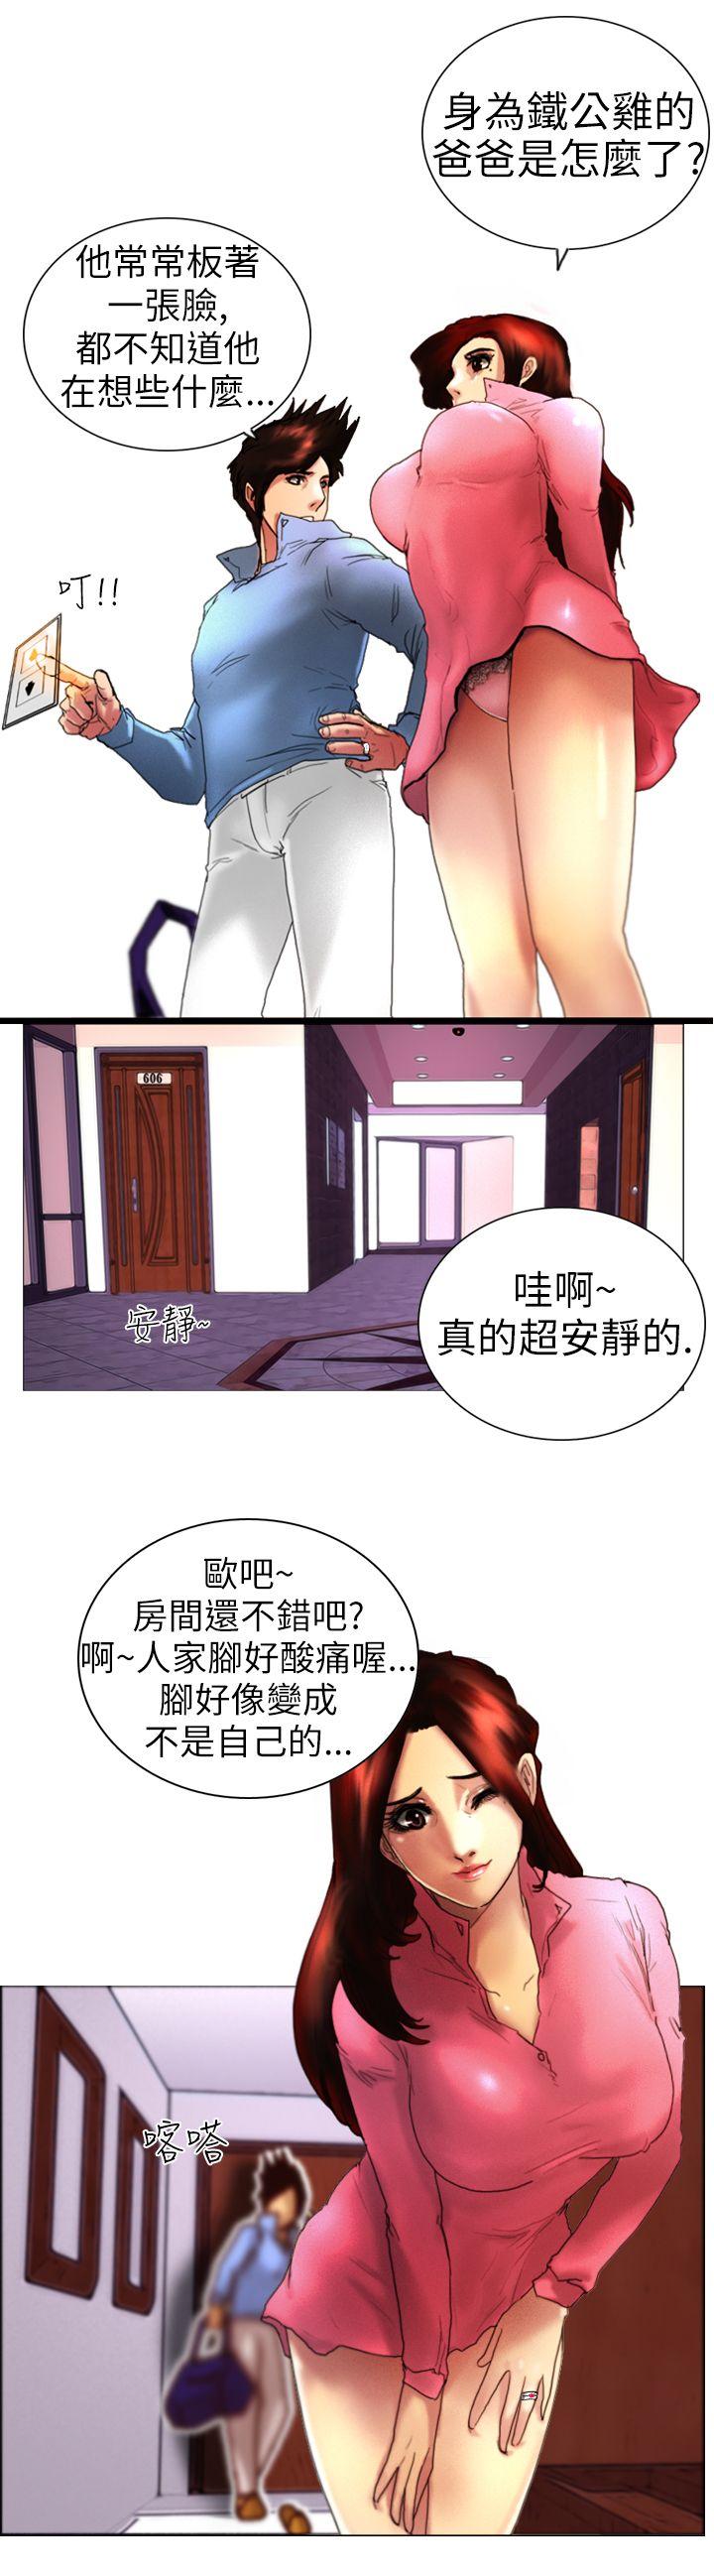 身為鐵公雞的
爸爸是怎麼了?
他常常板著
一張臉,
都不知道他
在想些什麼...
叮!!
606
安靜~
哇啊~
真的超安靜的.
歐吧~
房間還不錯吧?
啊~人家腳好酸痛喔...
腳好像變成
不是自己的...
喀嗒